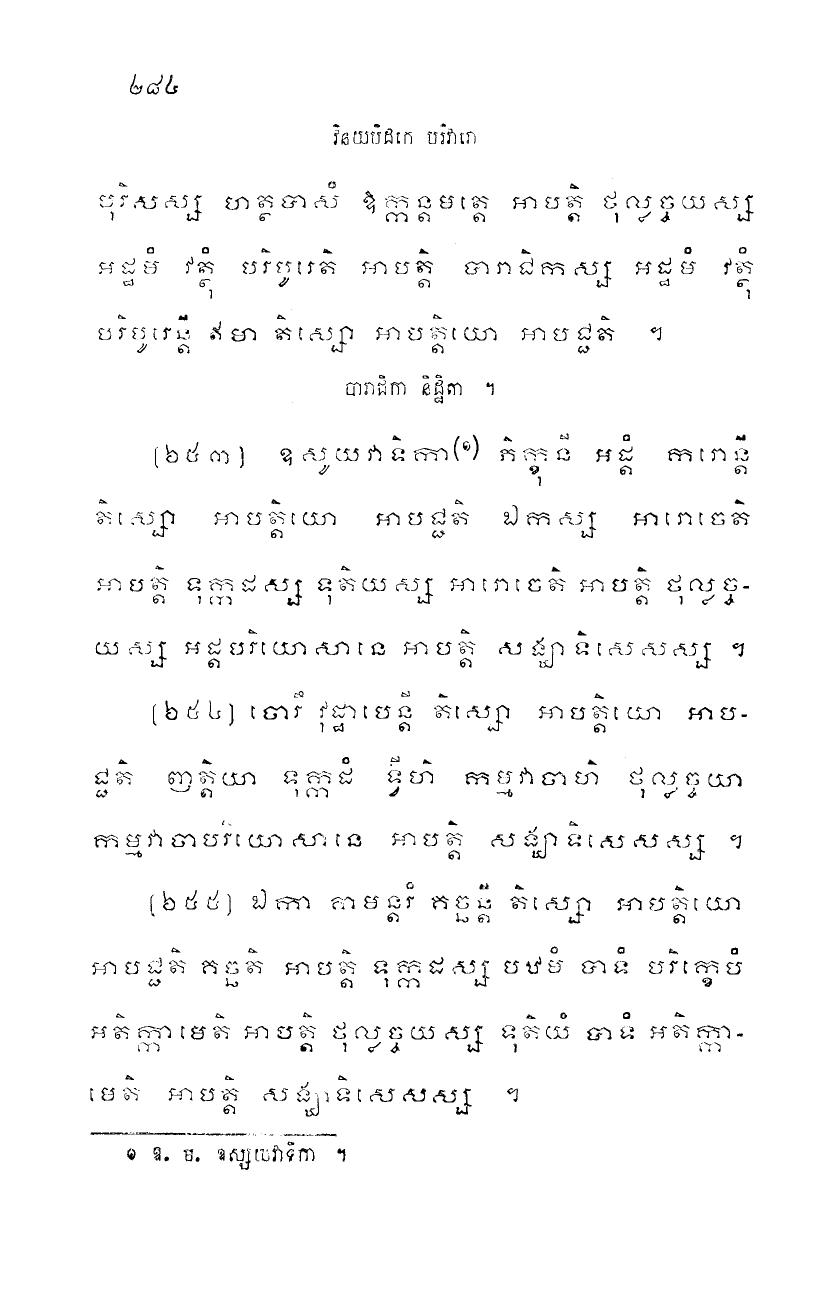 ២៨៤
វិនយបិដកេ បរិវារោ
បុរិសស្ស ហត្ថបាសំ ឱក្កន្តមត្តេ អាបត្តិ ថុល្លច្ចយស្ស
អដ្ឋមំ វត្ថុំ បរិបូរេតិ អាបត្តិ បារាជិកស្ស អដ្ឋមំ វត្ថុំ
បរិបូរេន្តី ឥមា តិស្សោ អាបត្តិយោ អាបជ្ជតិ ។
បារាជិកា និដ្ឋិតា ។
(២៥៣) ឧសូយវាទិកា(១) ភិក្ខុនី អដ្ដំ ករោន្តី
តិស្សោ អាបត្តិយោ អាបជ្ជតិ ឯកស្ស អារោចេតិ
អាបត្តិ ទុក្កដស្ស ទុតិយស្ស អារោចេតិ អាបត្តិ ថុល្លច្ច-
យស្ស អដ្ដបរិយោសានេ អាបត្តិ សង្ឃាទិសេសស្ស ។
(២៥៤) ចោរឹ វុដ្ឋាបេន្តី តិស្សោ អាបត្តិយោ អាប-
ជ្ជតិ ញត្តិយា ទុក្កដំ ទ្វីហិ កម្មវាចាហិ ថុល្លច្ចយា
កម្មវាចាបរិយោសានេ អាបត្តិ សង្ឃាទិសេសស្ស ។
(២៥៥) ឯកា គាមន្តរំ គច្ឆន្តី តិស្សោ អាបត្តិយោ
អាបជ្ជតិ គច្ឆតិ អាបត្តិ ទុក្កដស្ស បឋមំ បាទំ បរិក្ខេបំ
អតិក្កាមេតិ អាបត្តិ ថុល្លច្ចយស្ស ទុតិយំ បាទំ អតិក្កា-
មេតិ អាបត្តិ សង្ឃាទិសេសស្ស ។
១ ឱ. ម. ឧស្សយវាទិកា ។